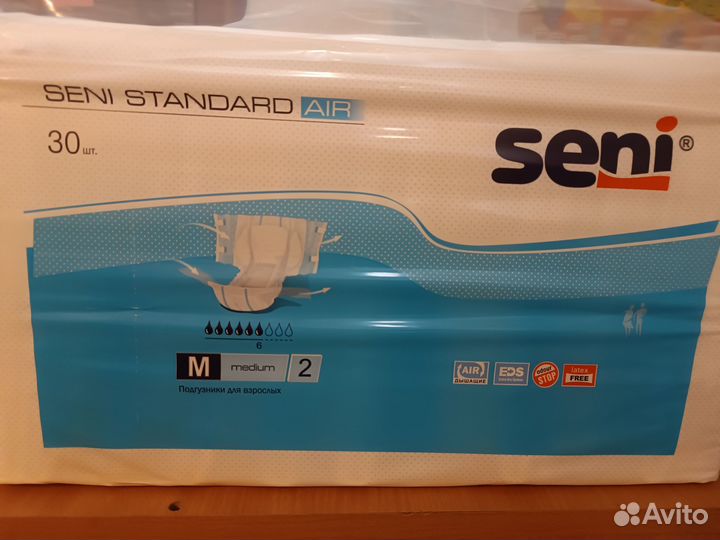 SENI STANDARD AIR
30 шт.
seni®
6
M medium 2
Подгузники для взрослых
AIR
ДЫШАЩИЕ
EDS
odour
STOP
latex
FREE
Avito